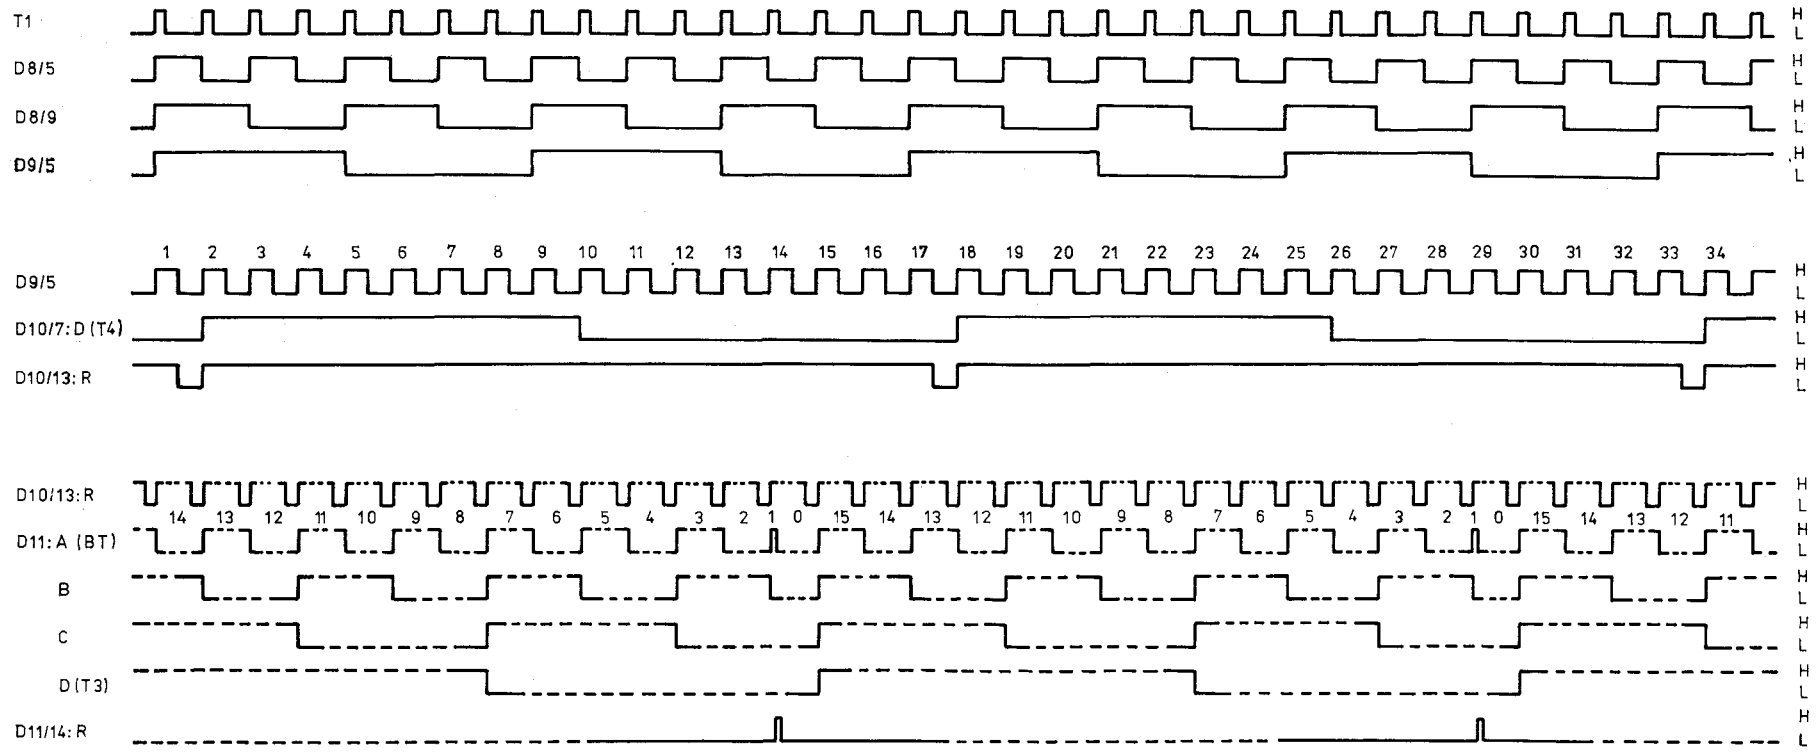 T1 H
L
D8/5 H
L
D8/9 H
L
D9/5 H
L
1 2 3 4 5 6 7 8 9 10 11 12 13 14 15 16 17 18 19 20 21 22 23 24 25 26 27 28 29 30 31 32 33 34
D9/5 H
L
D10/7: D (T4) H
L
D10/13: R H
L
D10/13: R H
L
14 13 12 11 10 9 8 7 6 5 4 3 2 1 0 15 14 13 12 11 10 9 8 7 6 5 4 3 2 1 0 15 14 13 12 11
D11: A (BT) H
L
B H
L
C H
L
D (T3) H
L
D11/14: R H
L